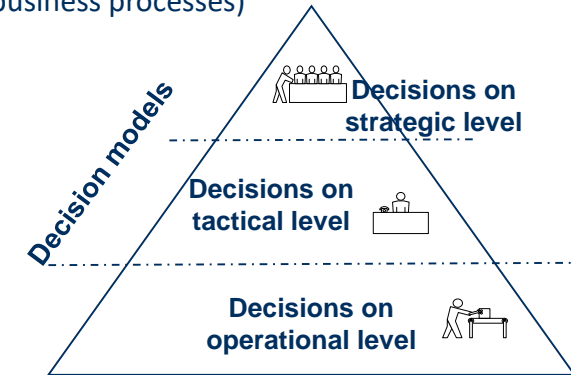 business processes)
Decisions on
strategic level
Decision models
Decisions on
tactical level
Decisions on
operational level